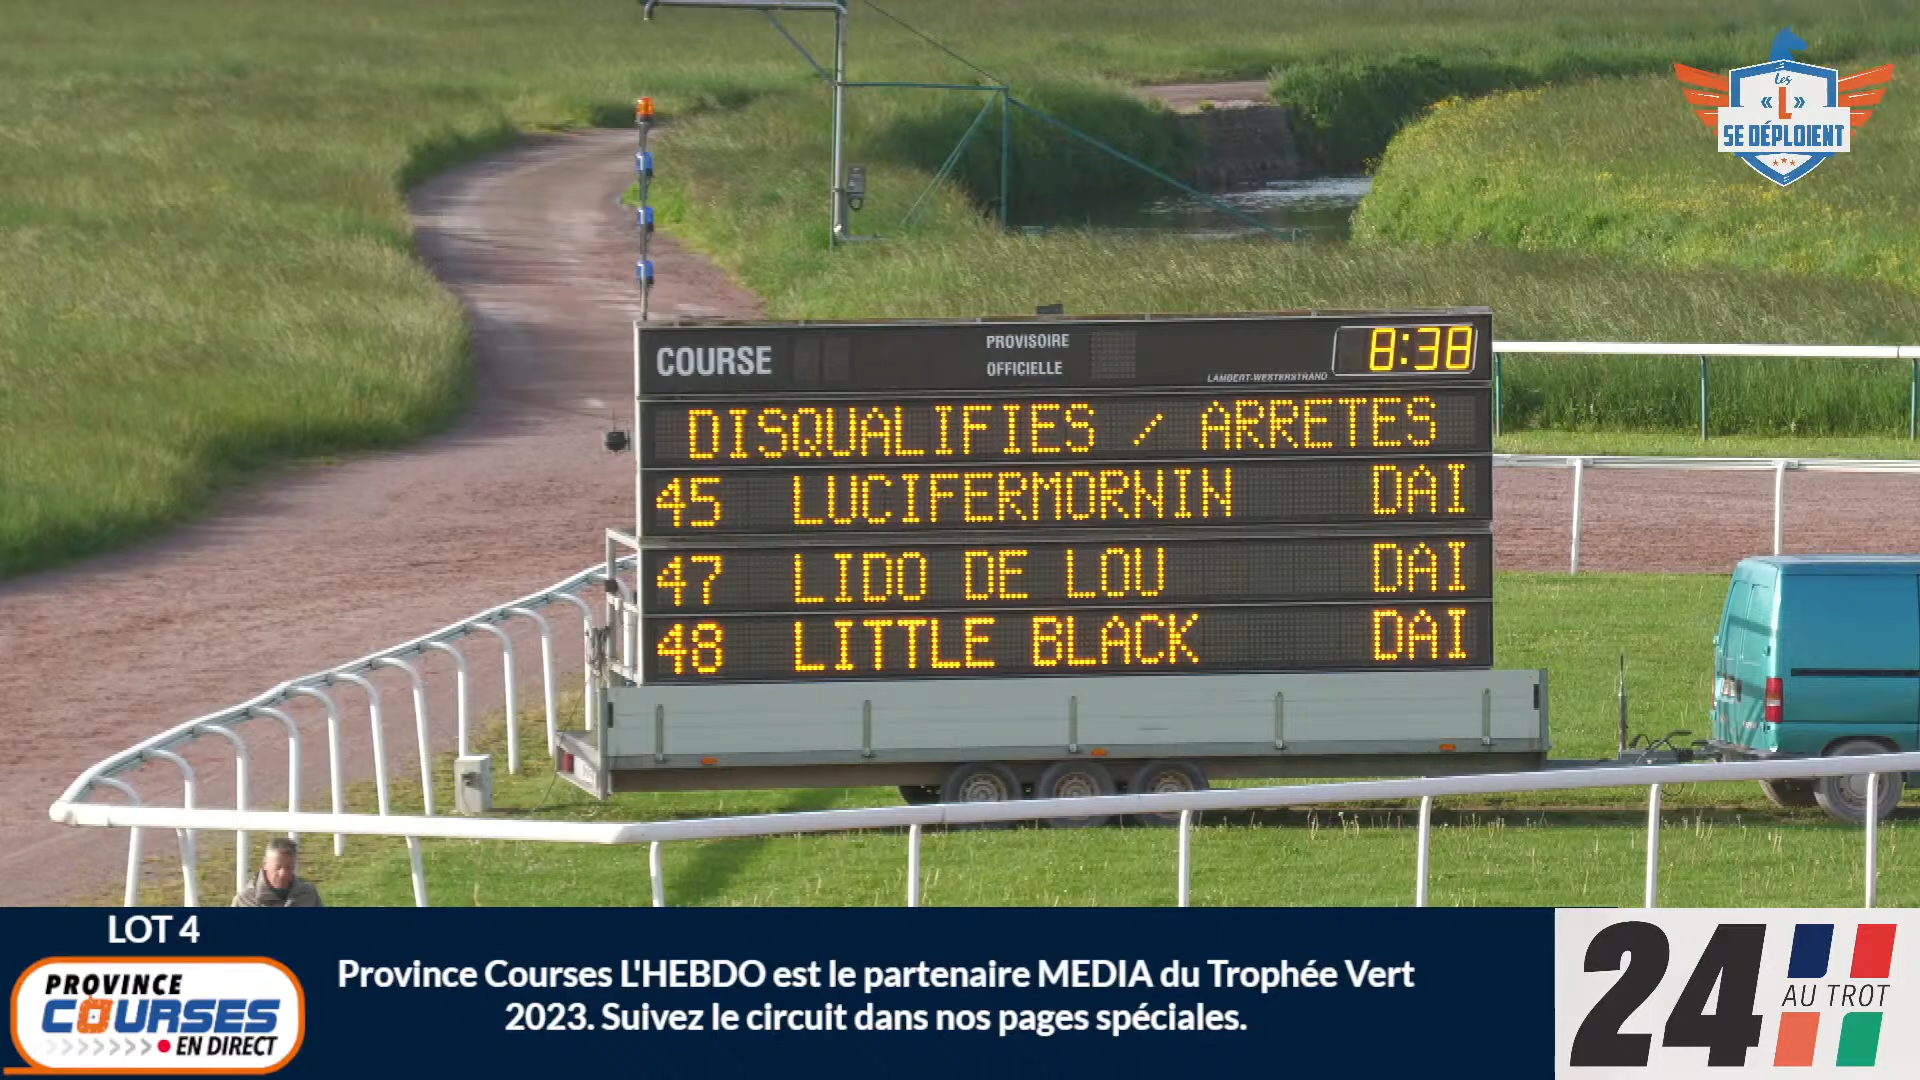 Les
« L »
SE DÉPLOIENT
COURSE
PROVISOIRE
OFFICIELLE
LAMBERT-WESTERSTRAND
8:38
DISQUALIFIES / ARRETES
45 LUCIFERMORNIN DAI
47 LIDO DE LOU DAI
48 LITTLE BLACK DAI
LOT 4
PROVINCE
COURSES
EN DIRECT
Province Courses L'HEBDO est le partenaire MEDIA du Trophée Vert
2023. Suivez le circuit dans nos pages spéciales.
24
AU TROT